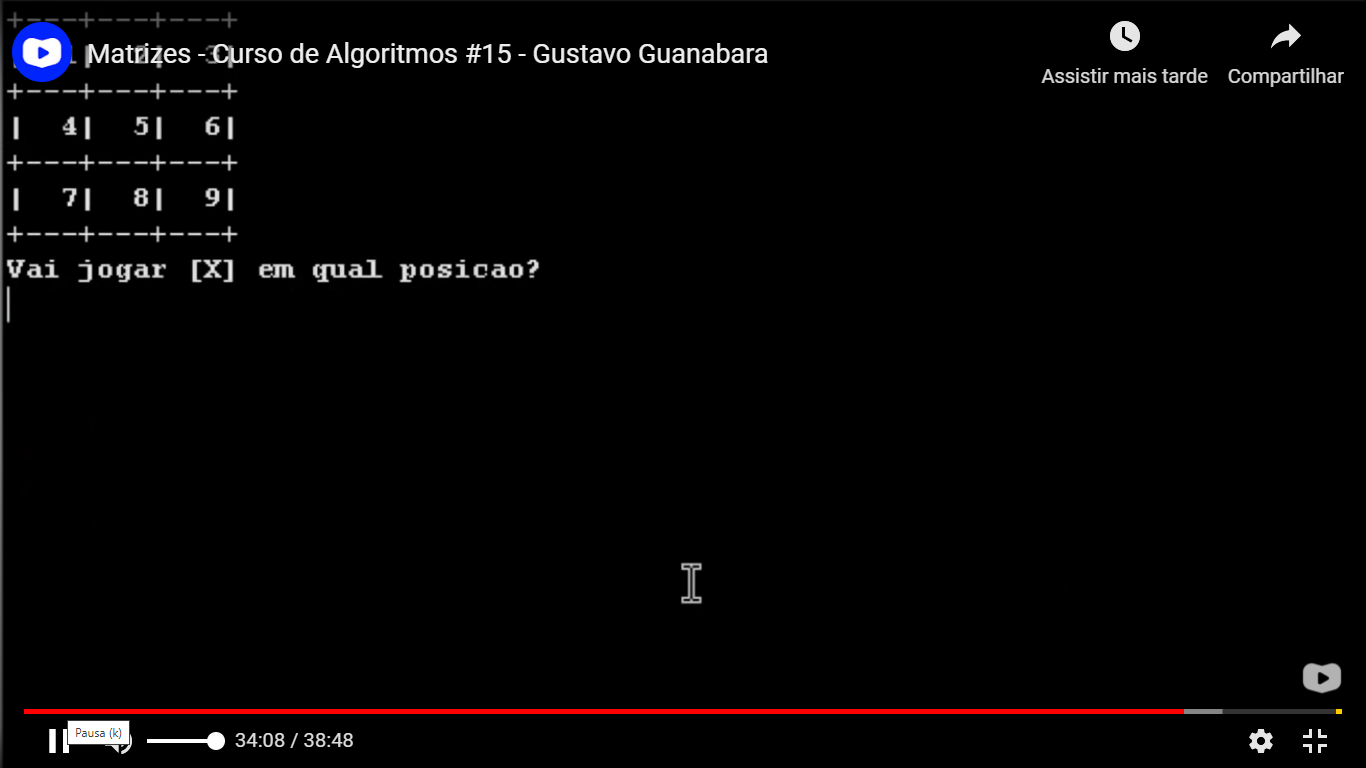 +---+---+---+
Matrizes - Curso de Algoritmos #15 - Gustavo Guanabara
Assistir mais tarde
Compartilhar
+---+---+---+
|  4|  5|  6|
+---+---+---+
|  7|  8|  9|
+---+---+---+
Vai jogar [X] em qual posicao?
Pausa (k)
34:08 / 38:48